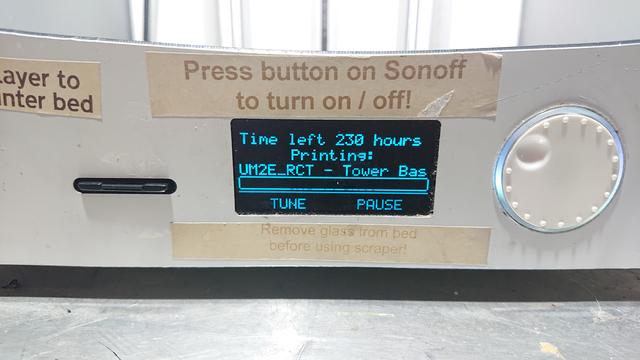 ayer to
nter bed
Press button on Sonoff
to turn on / off!
Time left 230 hours
Printing:
UM2E_RCT - Tower Bas
TUNE
PAUSE
Remove glass from bed
before using scraper!